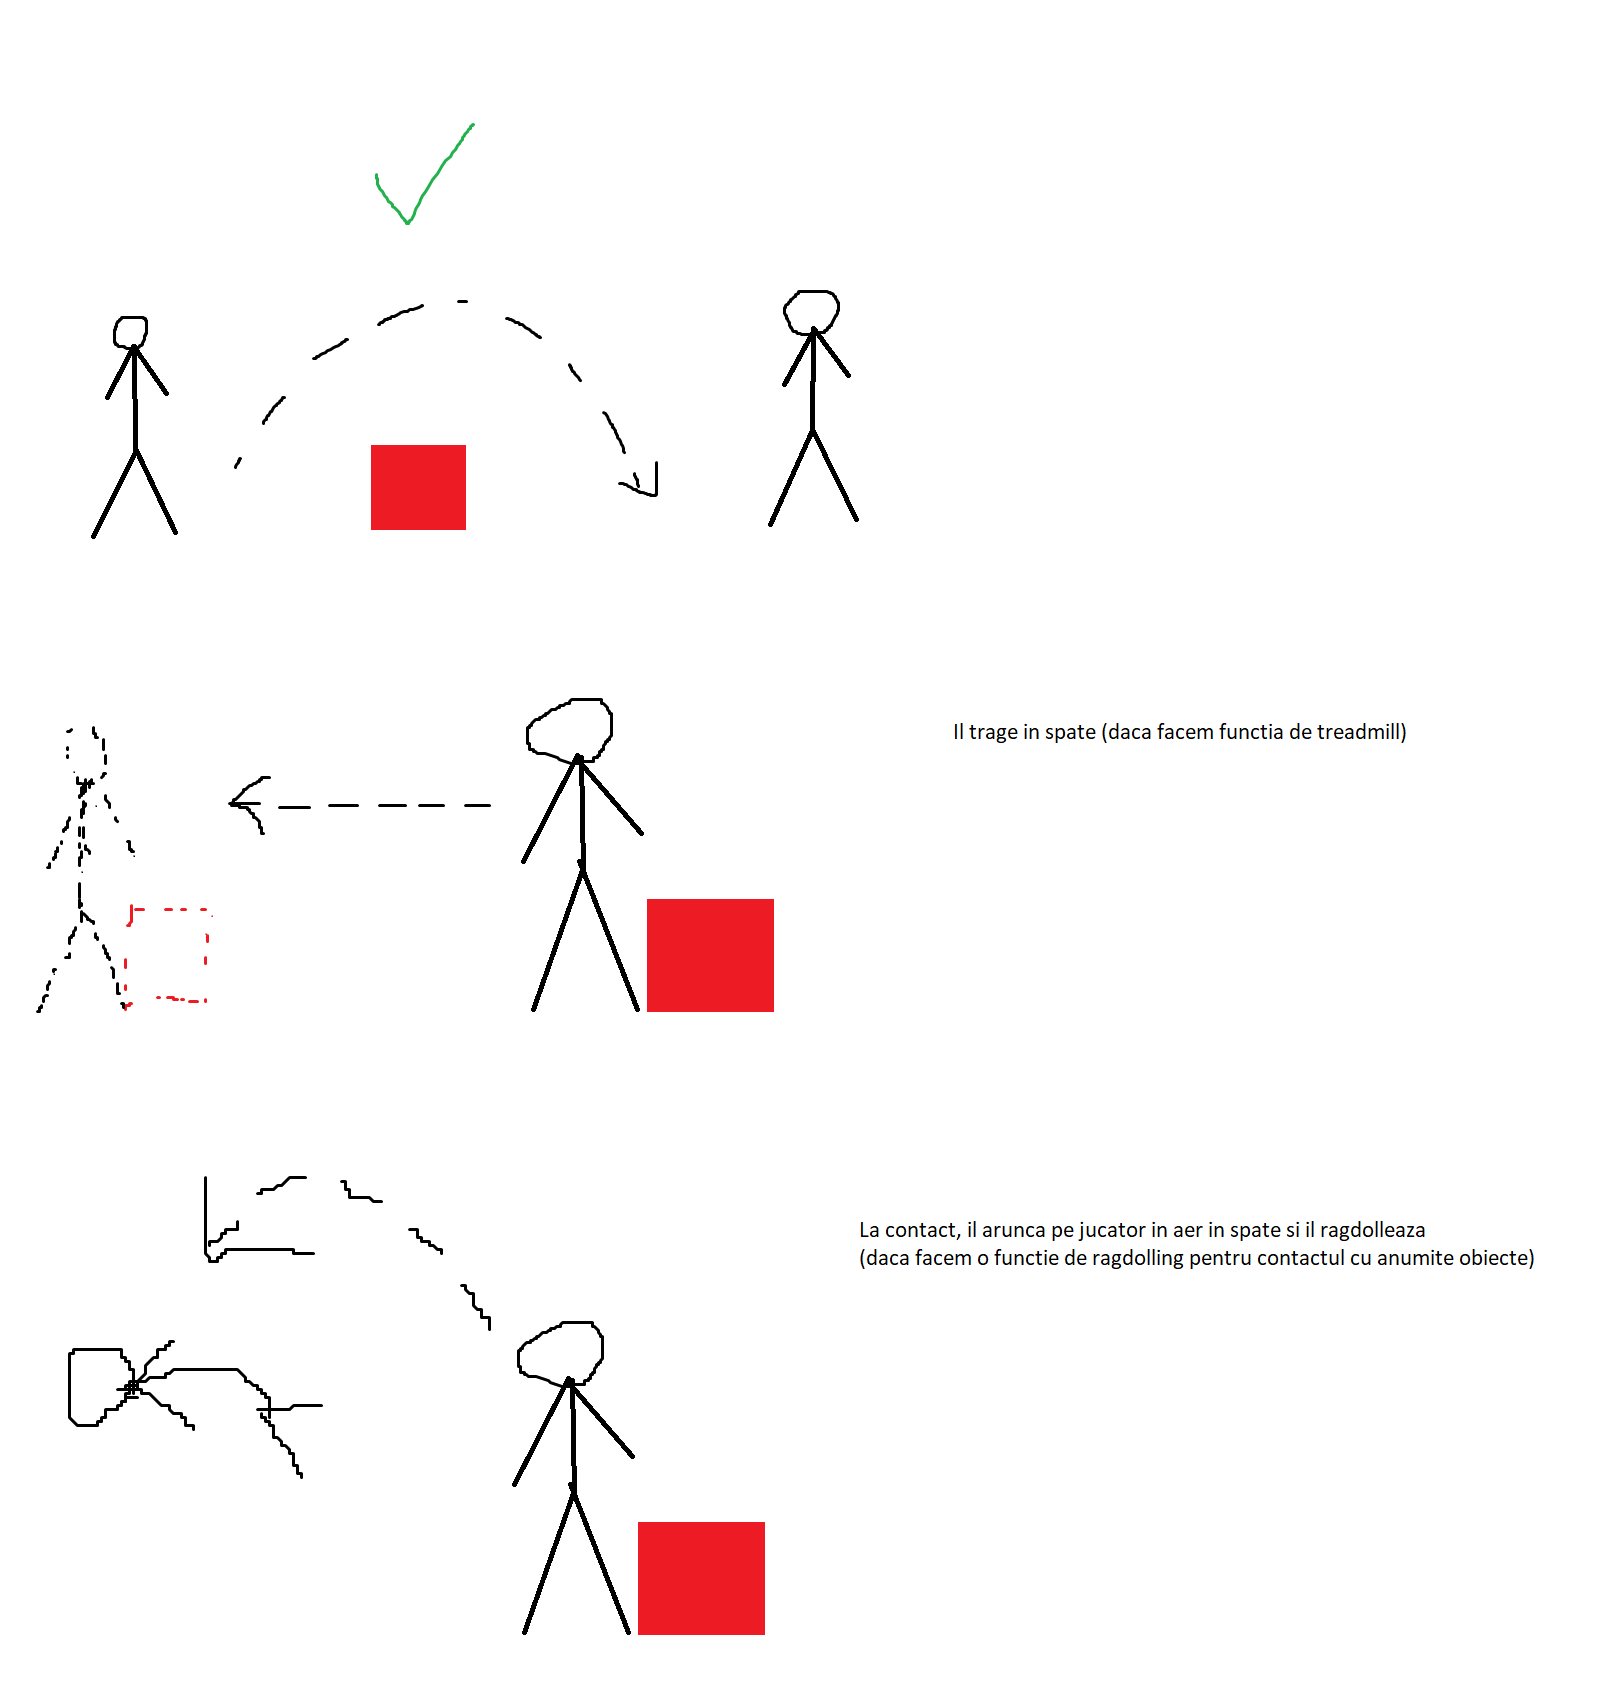 Il trage in spate (daca facem functia de treadmill)
La contact, il arunca pe jucator in aer in spate si il ragdolleaza
(daca facem o functie de ragdolling pentru contactul cu anumite obiecte)